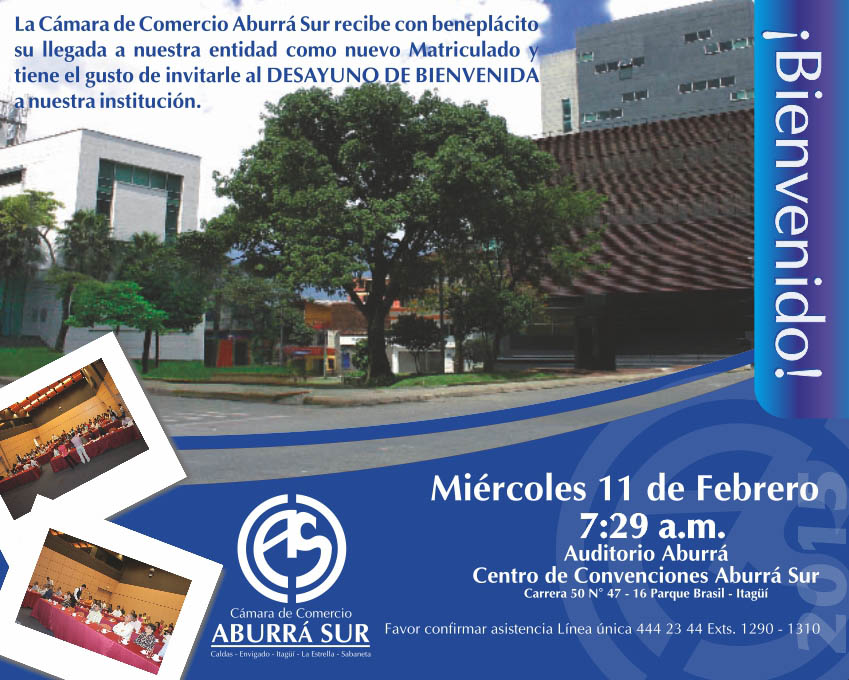 La Cámara de Comercio Aburrá Sur recibe con beneplácito
su llegada a nuestra entidad como nuevo Matriculado y
tiene el gusto de invitarle al DESAYUNO DE BIENVENIDA
a nuestra institución.
¡Bienvenido!
Miércoles 11 de Febrero
7:29 a.m.
Auditorio Aburrá
Centro de Convenciones Aburrá Sur
Carrera 50 N° 47 - 16 Parque Brasil - Itagüí
Favor confirmar asistencia Línea única 444 23 44 Exts. 1290 - 1310
2015
AS
Cámara de Comercio
ABURRÁ SUR
Caldas - Envigado - Itagüí - La Estrella - Sabaneta